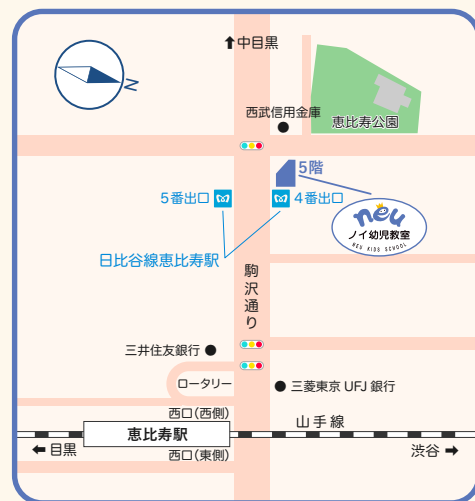 中目黒
N
西武信用金庫
恵比寿公園
5階
5番出口
4番出口
neu
ノイ幼児教室
NEU KIDS SCHOOL
日比谷線恵比寿駅
駒沢通り
三井住友銀行
ロータリー
三菱東京UFJ銀行
西口(西側)
山手線
恵比寿駅
目黒
西口(東側)
渋谷